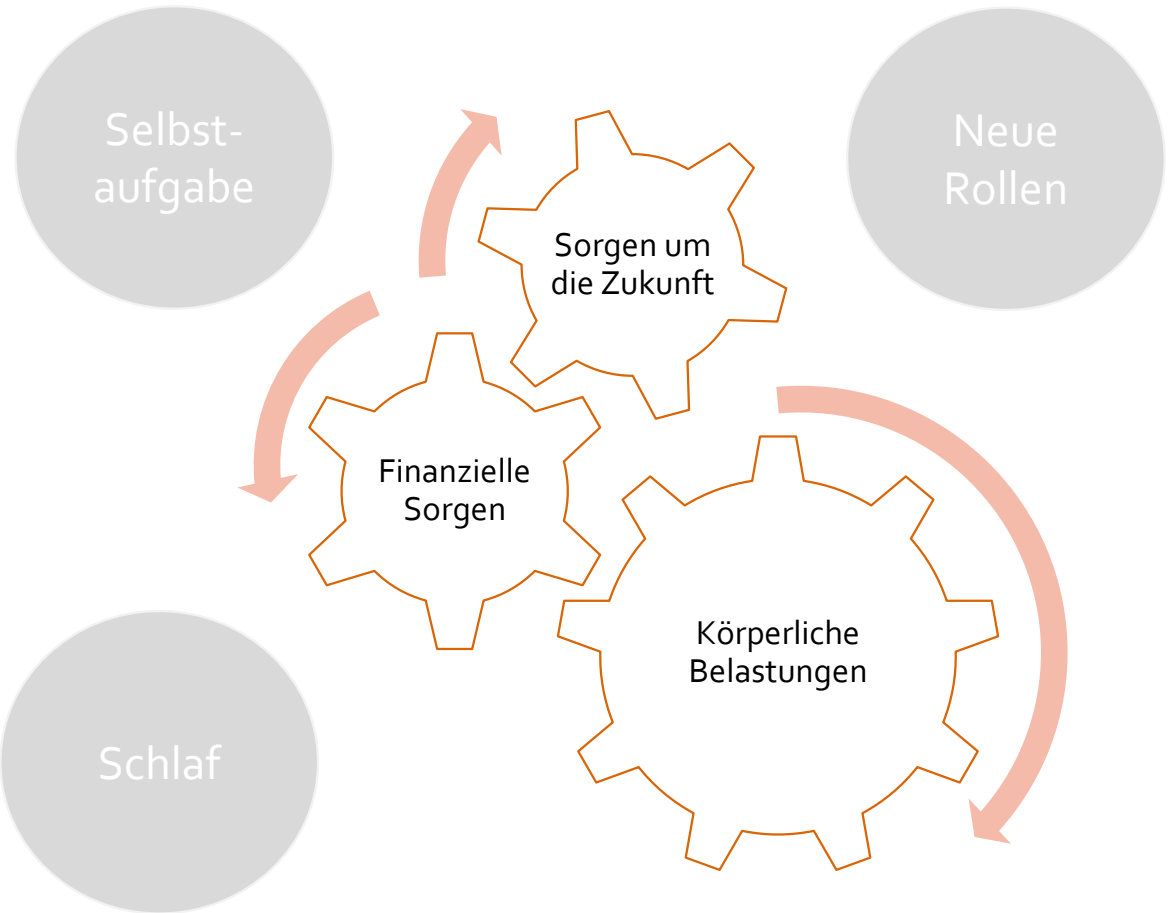 Selbst-
aufgabe
Neue
Rollen
Sorgen um
die Zukunft
Finanzielle
Sorgen
Körperliche
Belastungen
Schlaf